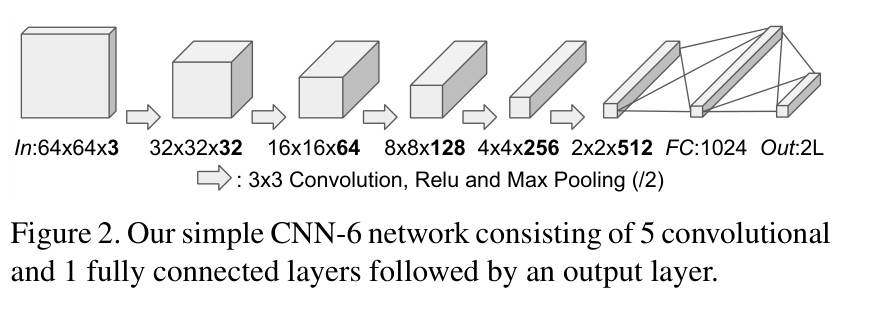 In:64x64x3 32x32x32 16x16x64 8x8x128 4x4x256 2x2x512 FC:1024 Out:2L
: 3x3 Convolution, Relu and Max Pooling (/2)
Figure 2. Our simple CNN-6 network consisting of 5 convolutional
and 1 fully connected layers followed by an output layer.